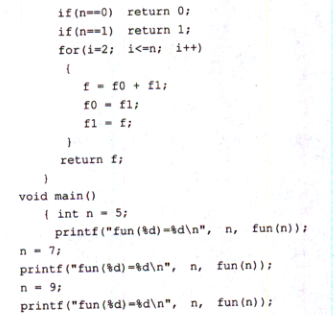 if(n==0) return 0;
if(n==1) return 1;
for(i=2; i<=n; i++)
{
f = f0 + f1;
f0 = f1;
f1 = f;
}
return f;
}
void main()
{ int n = 5;
printf("fun(%d)=%d\n", n, fun(n));
n = 7;
printf("fun(%d)=%d\n", n, fun(n));
n = 9;
printf("fun(%d)=%d\n", n, fun(n));